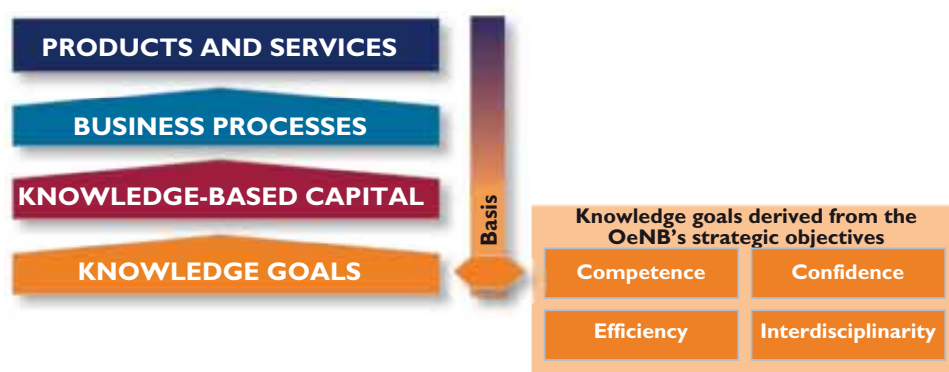 PRODUCTS AND SERVICES
BUSINESS PROCESSES
KNOWLEDGE-BASED CAPITAL
KNOWLEDGE GOALS
Basis
Knowledge goals derived from the
OeNB's strategic objectives
Competence
Confidence
Efficiency
Interdisciplinarity